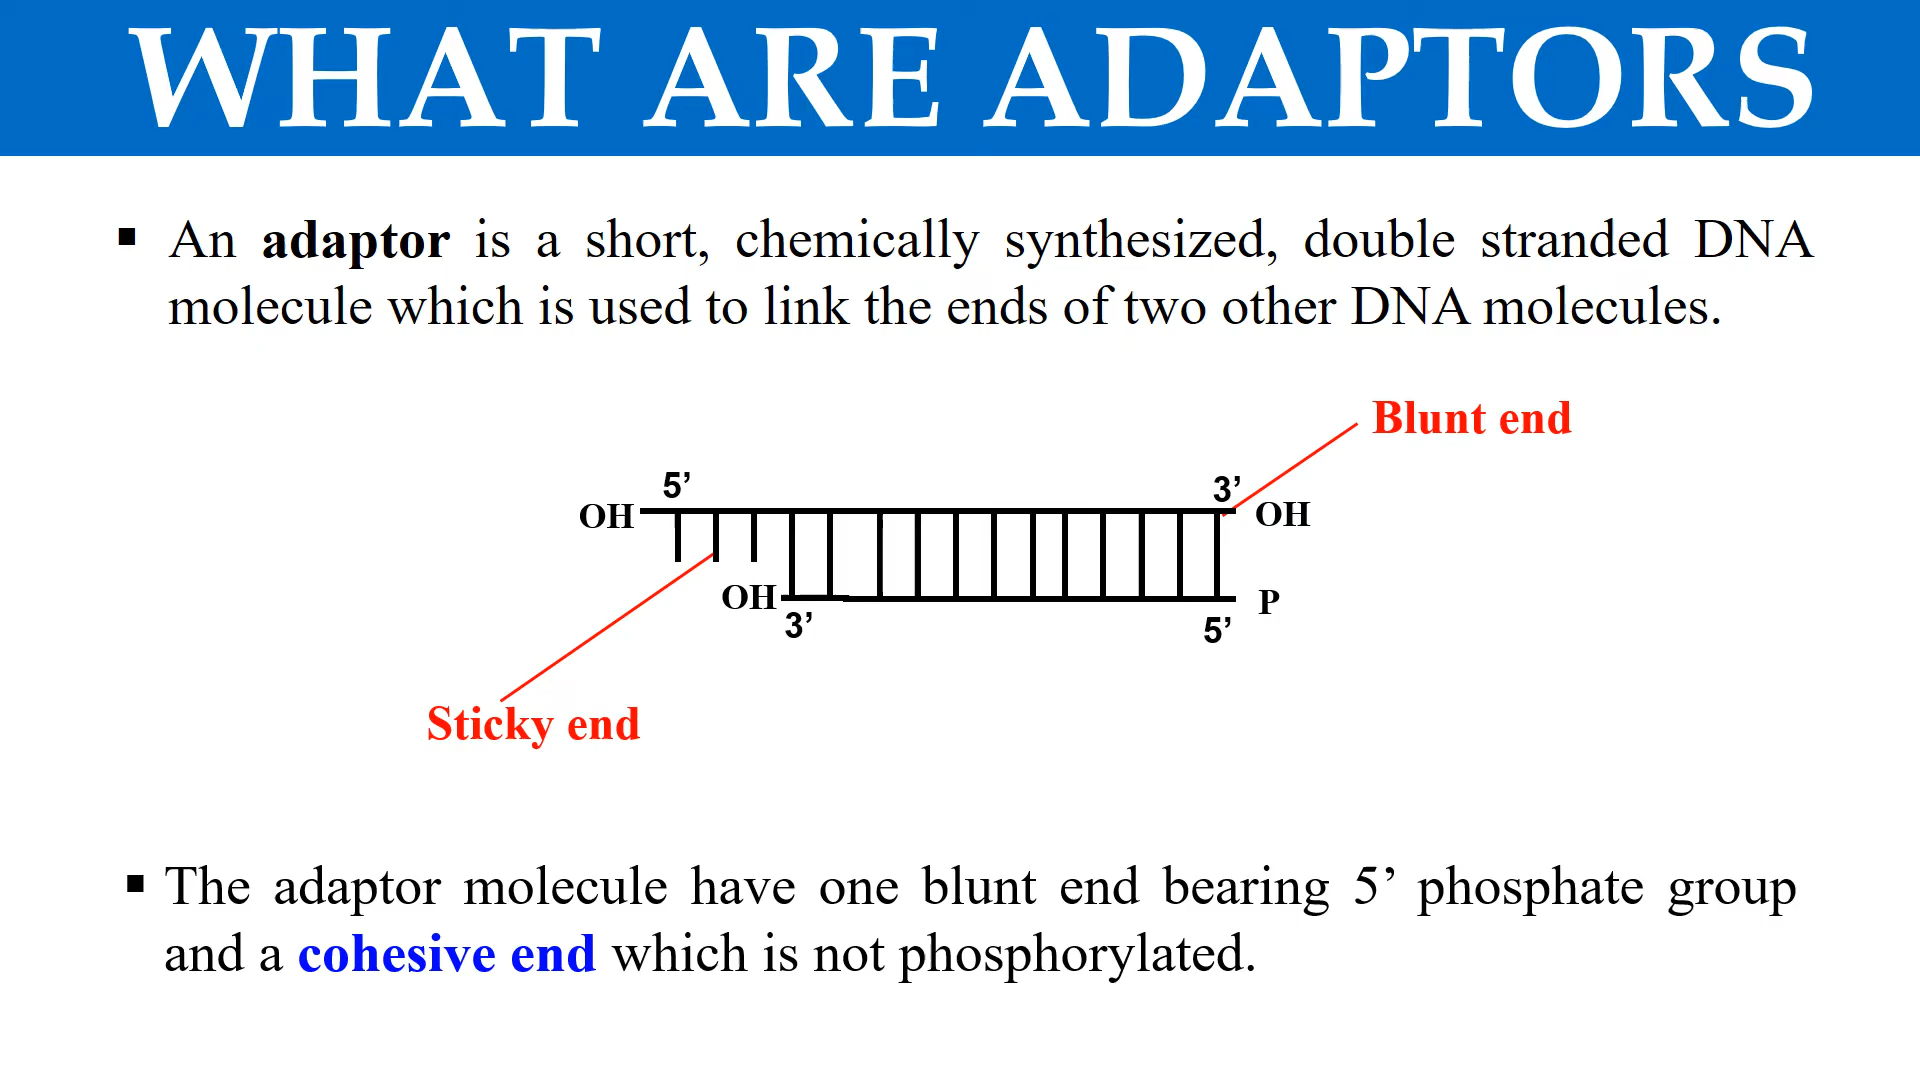 WHAT ARE ADAPTORS
▪ An adaptor is a short, chemically synthesized, double stranded DNA
molecule which is used to link the ends of two other DNA molecules.
Blunt end
5’ 3’
OH OH
OH P
3’ 5’
Sticky end
▪ The adaptor molecule have one blunt end bearing 5’ phosphate group
and a cohesive end which is not phosphorylated.